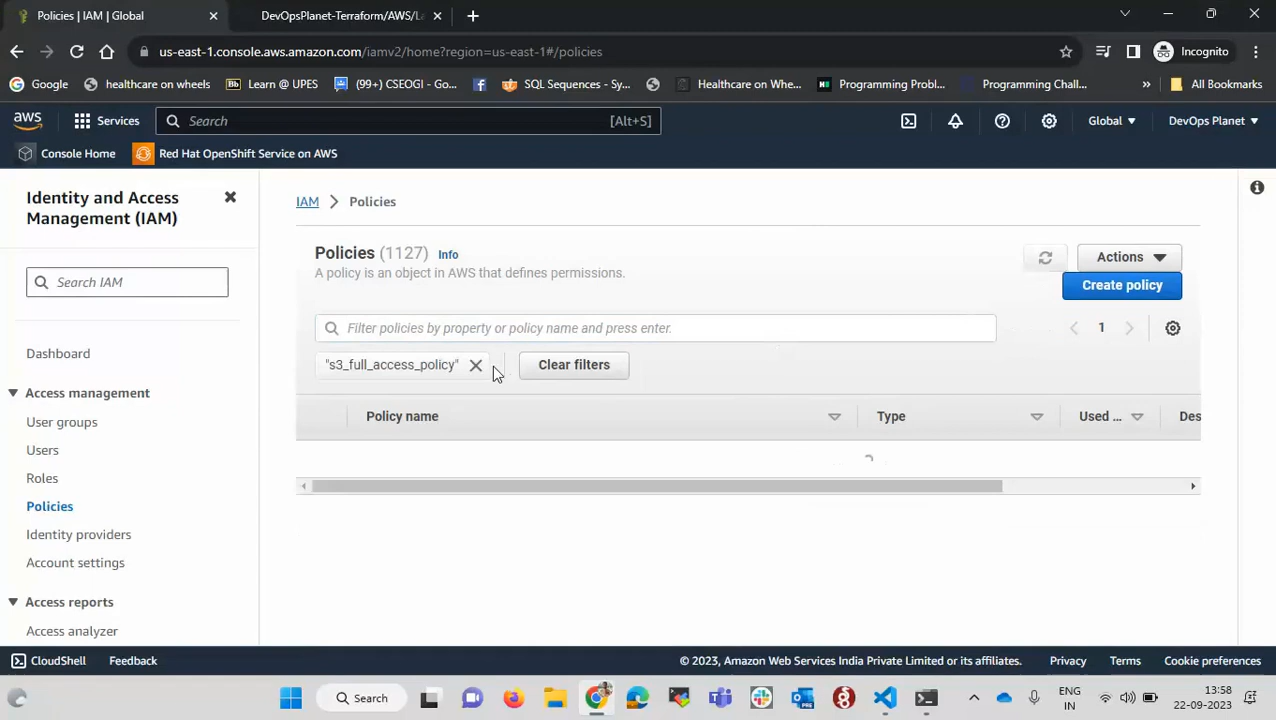 Policies | IAM | Global
DevOpsPlanet-Terraform/AWS/La
us-east-1.console.aws.amazon.com/iamv2/home?region=us-east-1#/policies
Incognito
Google
healthcare on wheels
Bb Learn @ UPES
(99+) CSEOGI - Go...
SQL Sequences - Sy...
Healthcare on Whe...
Programming Probl...
Programming Chall...
»
All Bookmarks
aws
Services
Search
[Alt+S]
Global
DevOps Planet
Console Home
Red Hat OpenShift Service on AWS
Identity and Access
Management (IAM)
Search IAM
Dashboard
Access management
User groups
Users
Roles
Policies
Identity providers
Account settings
Access reports
Access analyzer
IAM
Policies
Policies (1127) Info
A policy is an object in AWS that defines permissions.
Actions
Create policy
Filter policies by property or policy name and press enter.
1
"s3_full_access_policy"
Clear filters
Policy name
Type
Used ...
Des
CloudShell
Feedback
© 2023, Amazon Web Services India Private Limited or its affiliates.
Privacy
Terms
Cookie preferences
Search
ENG
IN
13:58
22-09-2023